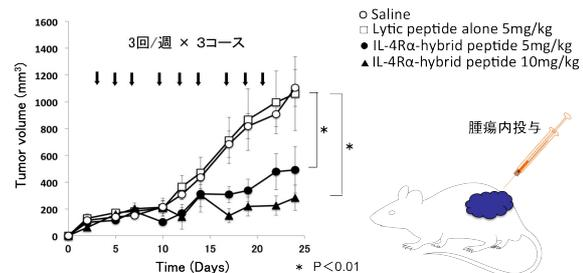 Saline
Lytic peptide alone 5mg/kg
IL-4Rα-hybrid peptide 5mg/kg
IL-4Rα-hybrid peptide 10mg/kg
3回/週 × 3コース
Tumor volume (mm³)
1600
1400
1200
1000
800
600
400
200
0
0
5
10
15
20
25
Time (Days)
*
*
* P<0.01
腫瘍内投与